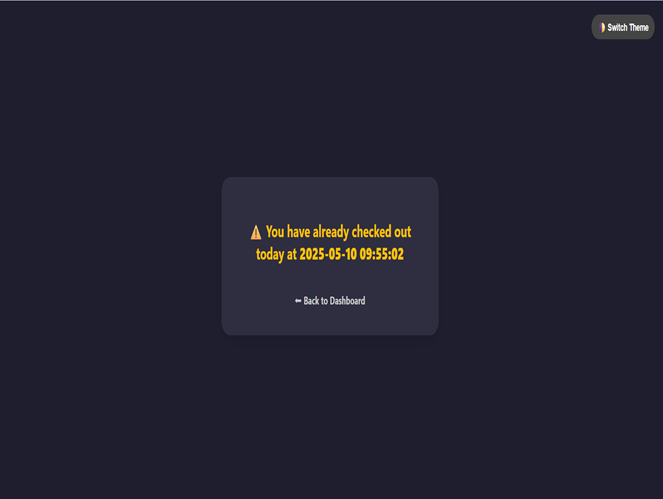 🌗 Switch Theme
⚠️ You have already checked out
today at 2025-05-10 09:55:02
⬅ Back to Dashboard